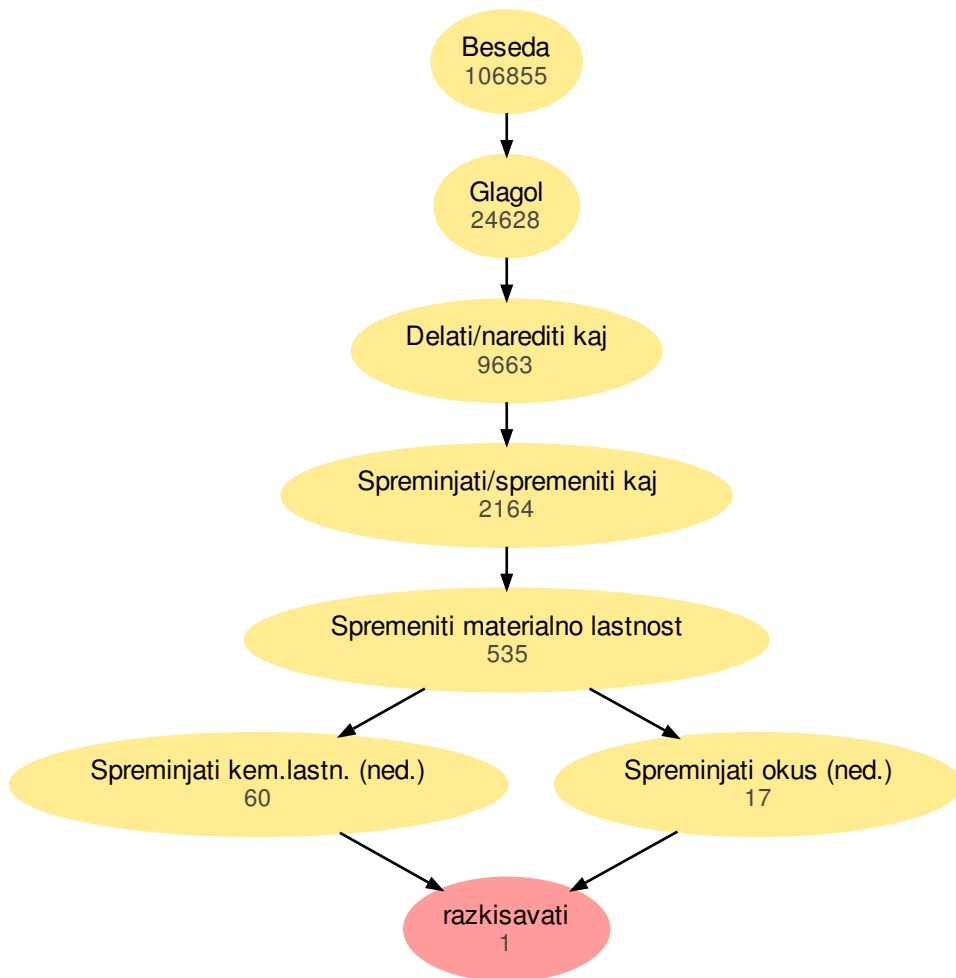 Beseda
106855
Glagol
24628
Delati/narediti kaj
9663
Spreminjati/spremeniti kaj
2164
Spremeniti materialno lastnost
535
Spreminjati kem.lastn. (ned.)
60
Spreminjati okus (ned.)
17
razkisavati
1